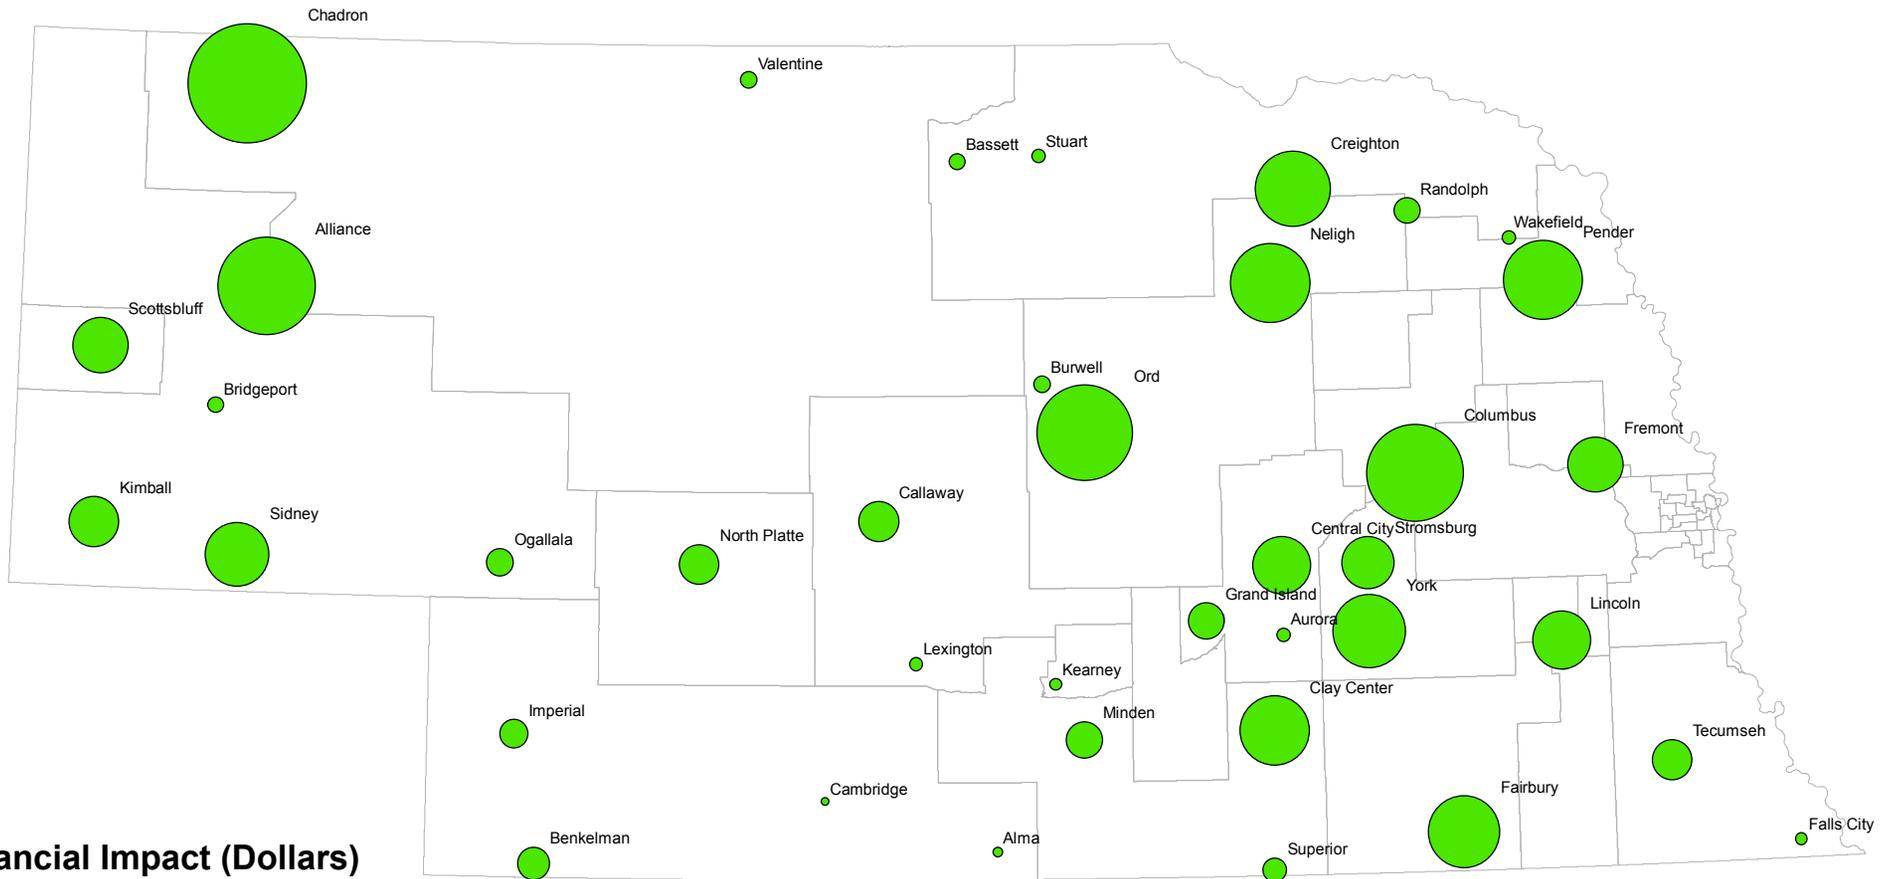 Chadron
Valentine
Bassett
Stuart
Creighton
Randolph
Wakefield
Pender
Neligh
Alliance
Scottsbluff
Bridgeport
Burwell
Ord
Columbus
Fremont
Kimball
Sidney
Callaway
Ogallala
North Platte
Central City
Stromsburg
York
Grand Island
Aurora
Lincoln
Lexington
Kearney
Clay Center
Imperial
Minden
Tecumseh
Cambridge
Fairbury
Benkelman
Alma
Superior
Falls City
ancial Impact (Dollars)